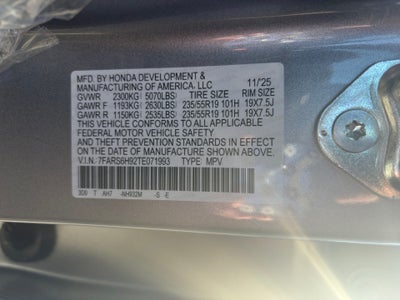 MFD. BY HONDA DEVELOPMENT & 11/25
MANUFACTURING OF AMERICA, LLC
GVWR 2300KG( 5070LBS) TIRE SIZE RIM SIZE
GAWR F 1193KG( 2630LBS) 235/55R19 101H 19X7.5J
GAWR R 1150KG( 2535LBS) 235/55R19 101H 19X7.5J
THIS VEHICLE CONFORMS TO ALL APPLICABLE
FEDERAL MOTOR VEHICLE SAFETY AND
THEFT PREVENTION STANDARDS IN EFFECT
ON THE DATE OF MANUFACTURE SHOWN ABOVE.
V.I.N. 7FARS6H92TE071993 TYPE: MPV
T AH7 -S -E